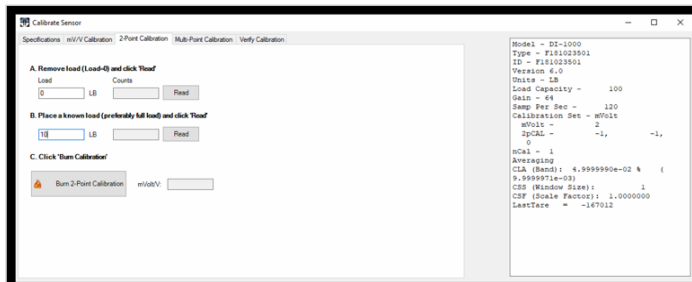 Calibrate Sensor
Specifications mV/V Calibration 2-Point Calibration Multi-Point Calibration Verify Calibration
A. Remove load (Load=0) and click 'Read'
Load Counts
0 LB Read
B. Place a known load (preferably full load) and click 'Read'
10 LB Read
C. Click 'Burn Calibration'
Burn 2-Point Calibration mVolt/V:
Model - DI-1000
Type - F181023501
ID - F181023501
Version 6.0
Units - LB
Load Capacity - 100
Gain - 64
Samp Per Sec - 120
Calibration Set - mVolt
mVolt - 2
2pCAL - -1, -1,
0
nCal - 1
Averaging
CLA (Band): 4.9999990e-02 % (
9.9999971e-03)
CSS (Window Size): 1
CSF (Scale Factor): 1.0000000
LastTare = -167012